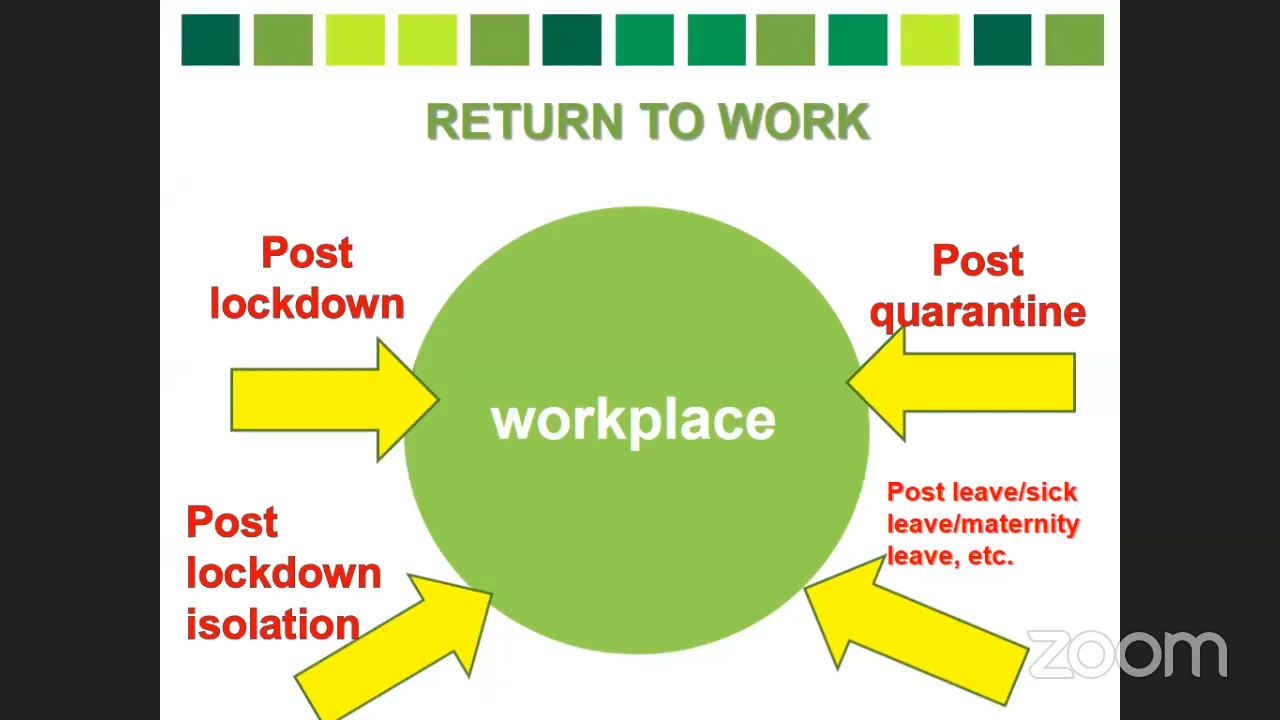 RETURN TO WORK
Post
lockdown
Post
quarantine
workplace
Post
lockdown
isolation
Post leave/sick
leave/maternity
leave, etc.
zoom